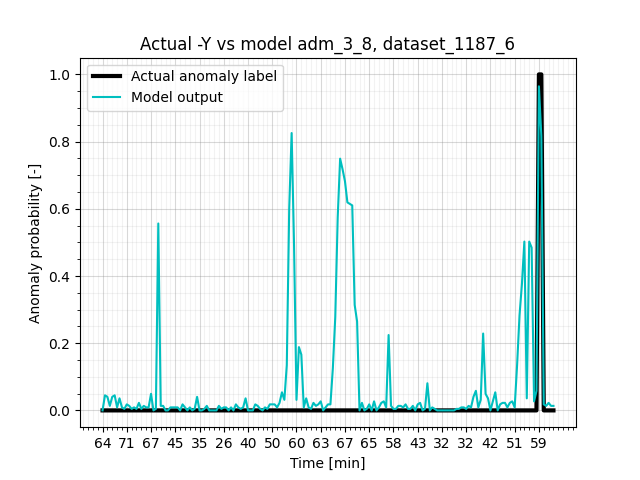 Actual -Y vs model adm_3_8, dataset_1187_6
Actual anomaly label
Model output
Anomaly probability [-]
1.0
0.8
0.6
0.4
0.2
0.0
64 71 67 45 35 26 40 50 60 63 67 65 58 43 32 32 42 51 59
Time [min]